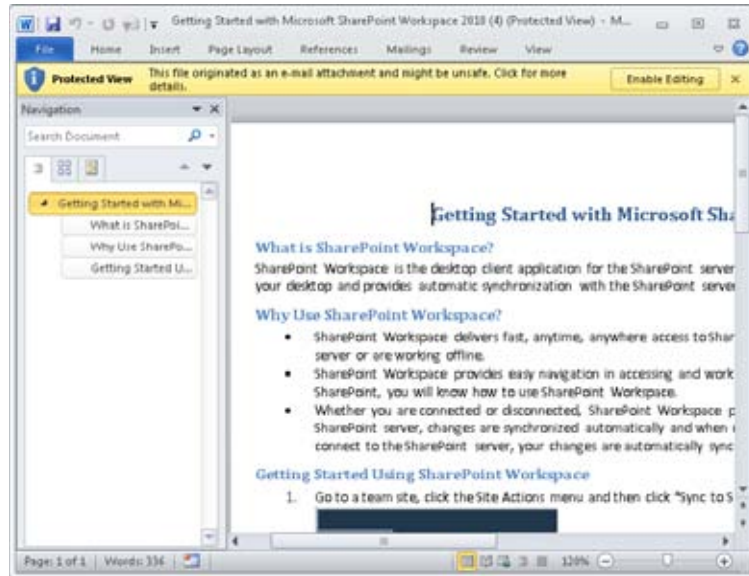 Getting Started with Microsoft SharePoint Workspace 2010 (4) (Protected View) - M...
File Home Insert Page Layout References Mailings Review View
Protected View This file originated as an e-mail attachment and might be unsafe. Click for more
details.
Enable Editing
Navigation
Search Document
Getting Started with Mi...
What is SharePoi...
Why Use SharePo...
Getting Started U...
Getting Started with Microsoft Sha
What is SharePoint Workspace?
SharePoint Workspace is the desktop client application for the SharePoint server
your desktop and provides automatic synchronization with the SharePoint server
Why Use SharePoint Workspace?
• SharePoint Workspace delivers fast, anytime, anywhere access to Shar
server or are working offline.
• SharePoint Workspace provides easy navigation in accessing and work
SharePoint, you will know how to use SharePoint Workspace.
• Whether you are connected or disconnected, SharePoint Workspace p
SharePoint server, changes are synchronized automatically and when
connect to the SharePoint server, your changes are automatically sync
Getting Started Using SharePoint Workspace
1. Go to a team site, click the Site Actions menu and then click "Sync to S
Page: 1 of 1 Words: 336 120%